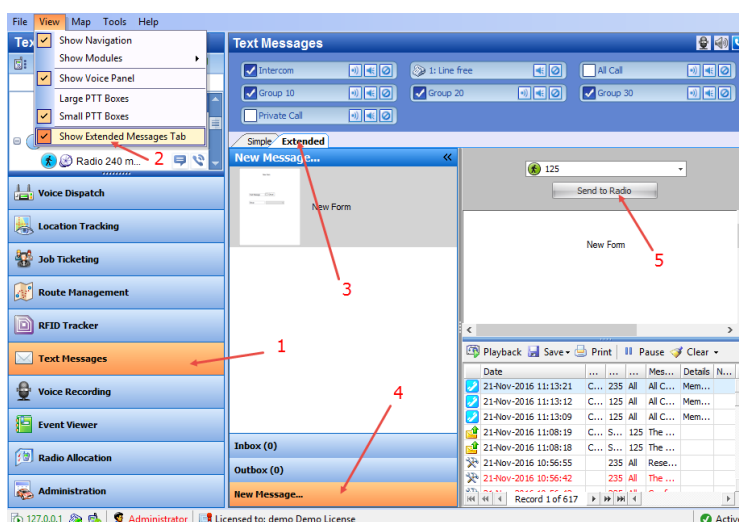 File View Map Tools Help
Show Navigation
Show Modules
Show Voice Panel
Large PTT Boxes
Small PTT Boxes
Show Extended Messages Tab
2
Radio 240 m...
Voice Dispatch
Location Tracking
Job Ticketing
Route Management
RFID Tracker
Text Messages
1
Voice Recording
Event Viewer
Radio Allocation
Administration
Text Messages
Intercom 1: Line free All Call
Group 10 Group 20 Group 30
Private Call
Simple Extended
New Message... «
New Form
3
4
Inbox (0)
Outbox (0)
New Message...
125
Send to Radio
New Form
5
Playback Save Print Pause Clear
Date ... ... ... Mes... Details N...
21-Nov-2016 11:13:21 C... 235 All All C... Mem...
21-Nov-2016 11:13:12 C... 125 All All C... Mem...
21-Nov-2016 11:13:09 C... 125 All All C... Mem...
21-Nov-2016 11:08:19 C... S... 125 The ...
21-Nov-2016 11:08:18 C... S... 125 The ...
21-Nov-2016 10:56:55 235 All Rese...
21-Nov-2016 10:56:42 235 All The ...
Record 1 of 617
127.0.0.1 Administrator Licensed to: demo Demo License Active